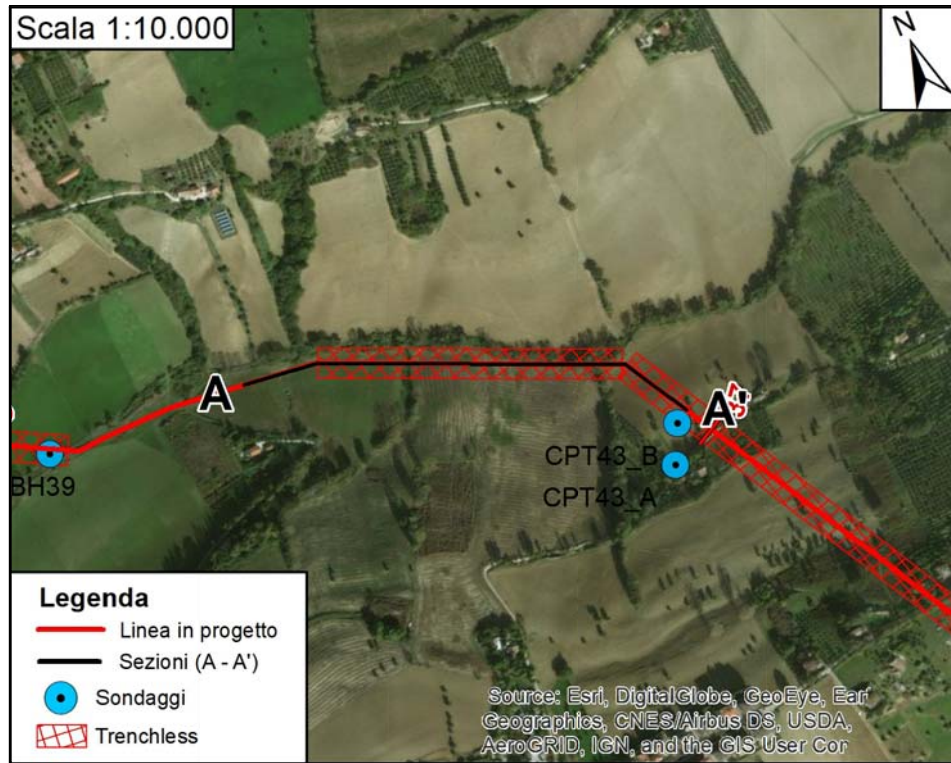 Scala 1:10.000
N
A
A'
BH39
CPT43_B
CPT43_A
Legenda
Linea in progetto
Sezioni (A - A')
Sondaggi
Trenchless
Source: Esri, DigitalGlobe, GeoEye, Ear
Geographics, CNES/Airbus DS, USDA,
AeroGRID, IGN, and the GIS User Cor